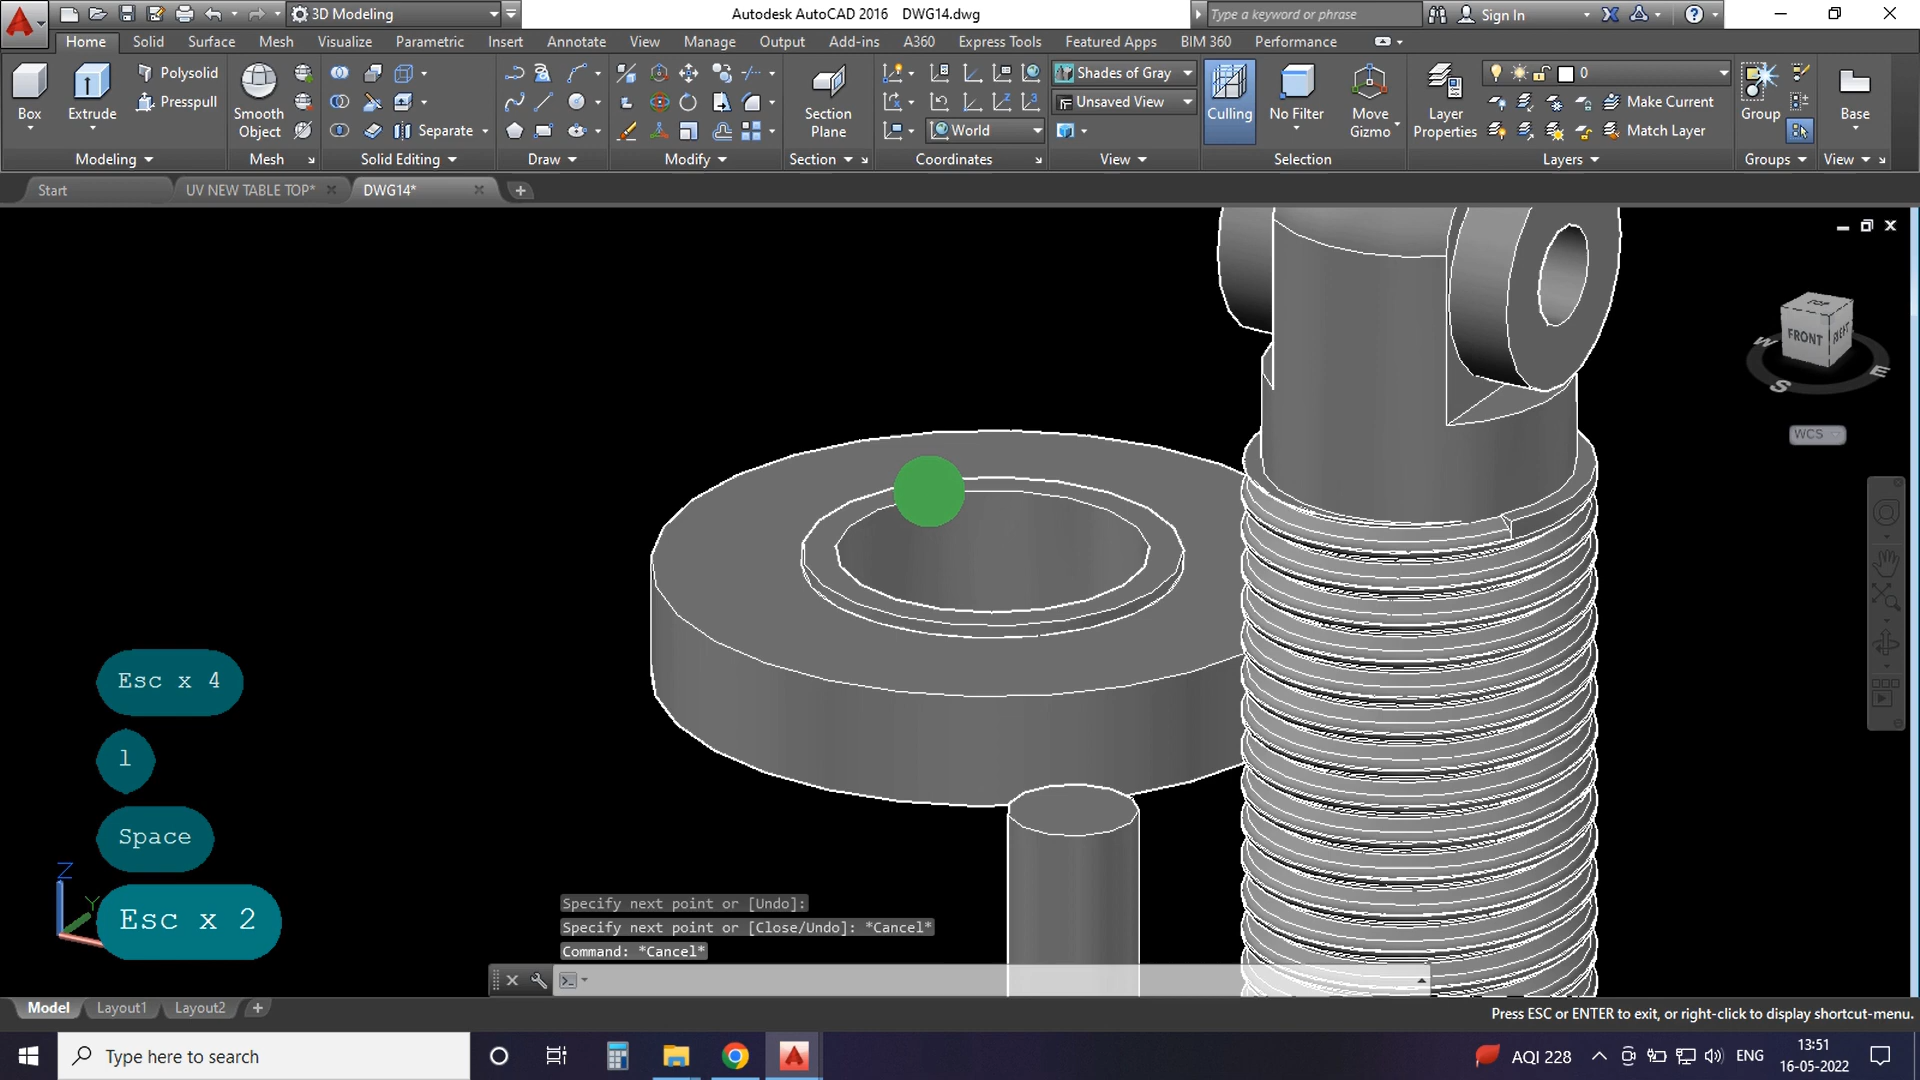 3D Modeling
Autodesk AutoCAD 2016 DWG14.dwg
Type a keyword or phrase
Sign In
Home Solid Surface Mesh Visualize Parametric Insert Annotate View Manage Output Add-ins A360 Express Tools Featured Apps BIM 360 Performance
Box
Extrude
Polysolid
Presspull
Smooth
Object
Separate
Section
Plane
World
Shades of Gray
Unsaved View
Culling
No Filter
Move
Gizmo
Layer
Properties
0
Make Current
Match Layer
Group
Base
Modeling Mesh Solid Editing Draw Modify Section Coordinates View Selection Layers Groups View
Start UV NEW TABLE TOP* DWG14*
TOP
FRONT
RIGHT
W
S
E
WCS
Esc x 4
l
Space
Esc x 2
Z
Y
Specify next point or [Undo]:
Specify next point or [Close/Undo]: *Cancel*
Command: *Cancel*
Model Layout1 Layout2
Press ESC or ENTER to exit, or right-click to display shortcut-menu.
Type here to search
AQI 228
ENG
13:51
16-05-2022